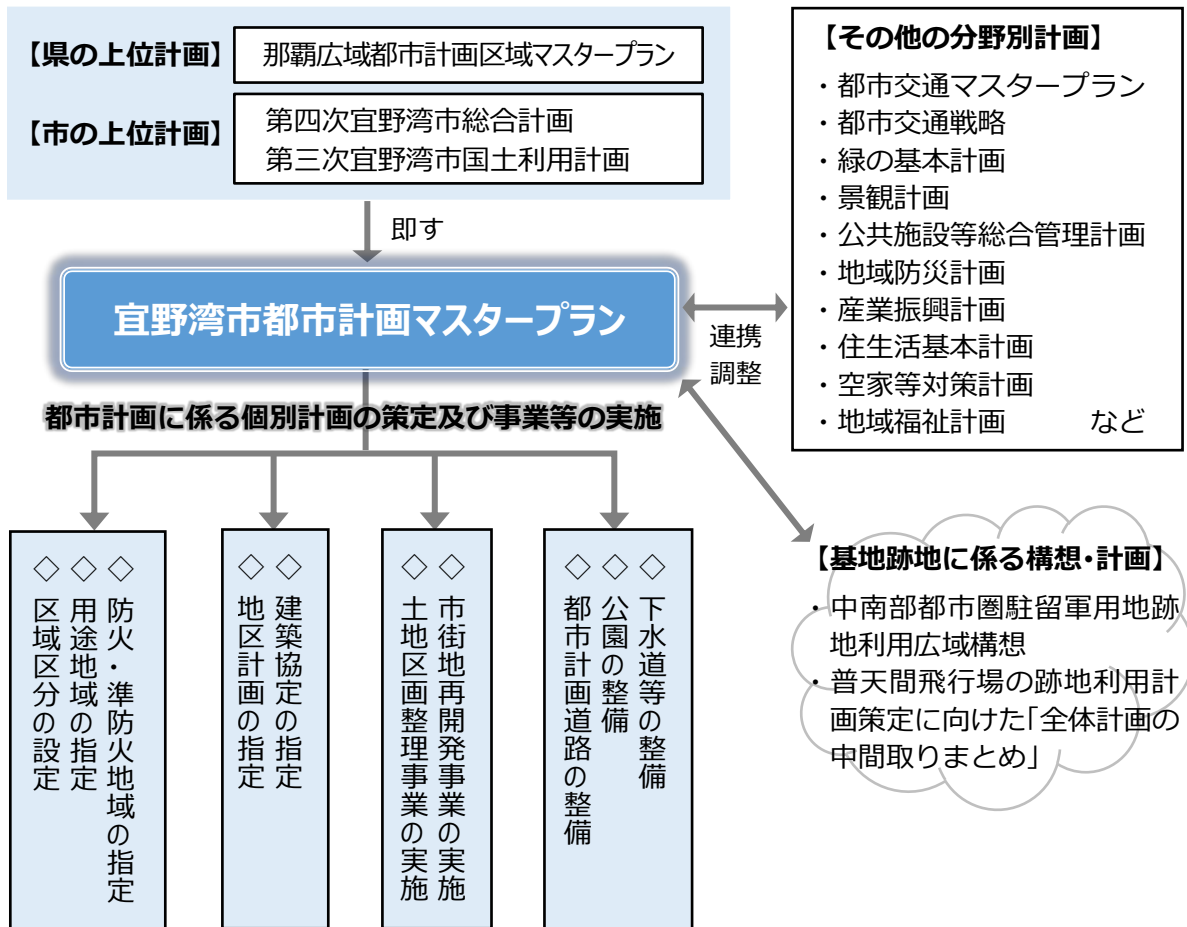 【県の上位計画】
那覇広域都市計画区域マスタープラン
【市の上位計画】
第四次宜野湾市総合計画
第三次宜野湾市国土利用計画
即す
宜野湾市都市計画マスタープラン
連携
調整
【その他の分野別計画】
・都市交通マスタープラン
・都市交通戦略
・緑の基本計画
・景観計画
・公共施設等総合管理計画
・地域防災計画
・産業振興計画
・住生活基本計画
・空家等対策計画
・地域福祉計画 など
都市計画に係る個別計画の策定及び事業等の実施
◇防火・準防火地域の指定
◇用途地域の指定
◇区域区分の設定
◇建築協定の指定
◇地区計画の指定
◇市街地再開発事業の実施
◇土地区画整理事業の実施
◇下水道等の整備
◇公園の整備
◇都市計画道路の整備
【基地跡地に係る構想・計画】
・中南部都市圏駐留軍用地跡
地利用広域構想
・普天間飛行場の跡地利用計
画策定に向けた「全体計画の
中間取りまとめ」